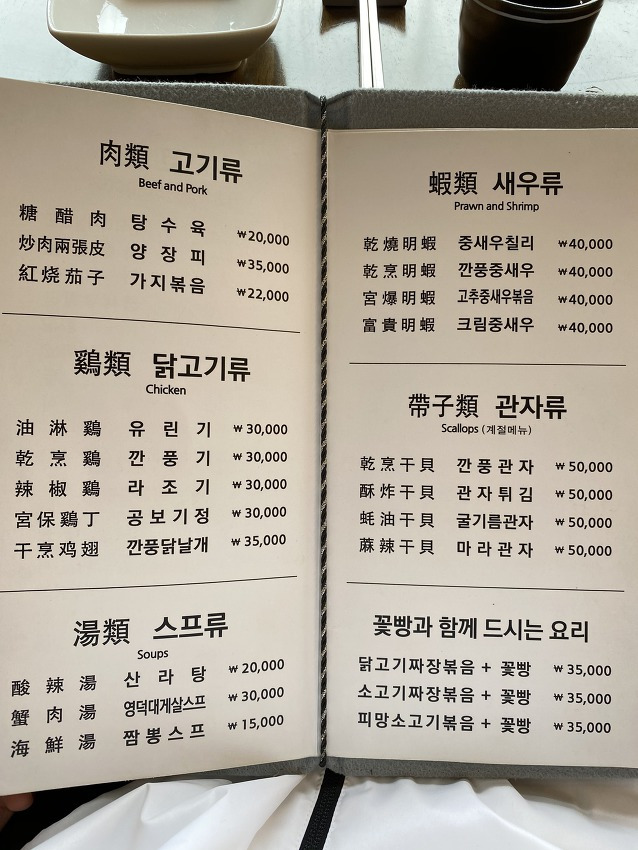 肉類 고기류
Beef and Pork
糖醋肉 탕수육 ₩20,000
炒肉兩張皮 양장피 ₩35,000
紅燒茄子 가지볶음 ₩22,000
鷄類 닭고기류
Chicken
油淋鷄 유린기 ₩30,000
乾烹鷄 깐풍기 ₩30,000
辣椒鷄 라조기 ₩30,000
宮保鷄丁 공보기정 ₩30,000
干烹鸡翅 깐풍닭날개 ₩35,000
湯類 스프류
Soups
酸辣湯 산라탕 ₩20,000
蟹肉湯 영덕대게살스프 ₩30,000
海鮮湯 짬뽕스프 ₩15,000
蝦類 새우류
Prawn and Shrimp
乾燒明蝦 중새우칠리 ₩40,000
乾烹明蝦 깐풍중새우 ₩40,000
宮爆明蝦 고추중새우볶음 ₩40,000
富貴明蝦 크림중새우 ₩40,000
帶子類 관자류
Scallops (계절메뉴)
乾烹干貝 깐풍관자 ₩50,000
酥炸干貝 관자튀김 ₩50,000
蚝油干貝 굴기름관자 ₩50,000
蔴辣干貝 마라관자 ₩50,000
꽃빵과 함께 드시는 요리
닭고기짜장볶음 + 꽃빵 ₩35,000
소고기짜장볶음 + 꽃빵 ₩35,000
피망소고기볶음 + 꽃빵 ₩35,000